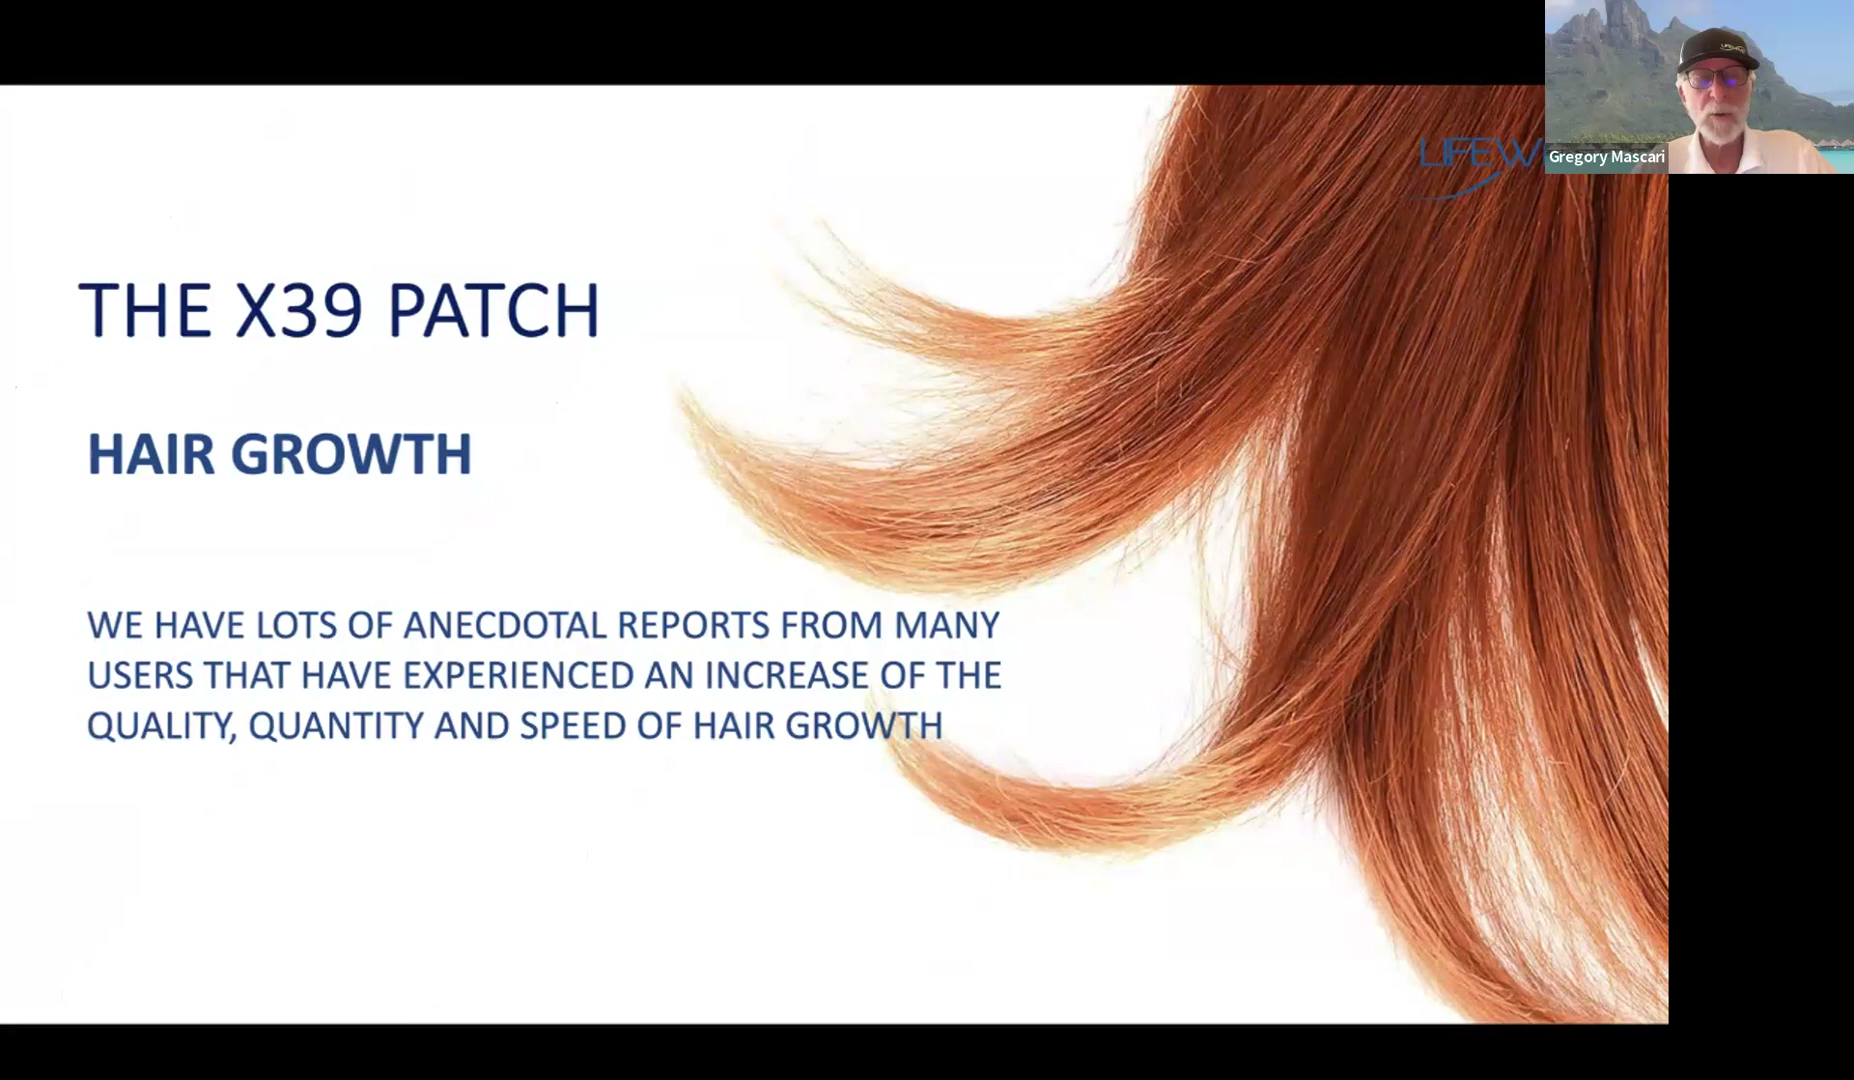 THE X39 PATCH
HAIR GROWTH
WE HAVE LOTS OF ANECDOTAL REPORTS FROM MANY
USERS THAT HAVE EXPERIENCED AN INCREASE OF THE
QUALITY, QUANTITY AND SPEED OF HAIR GROWTH
Gregory Mascari